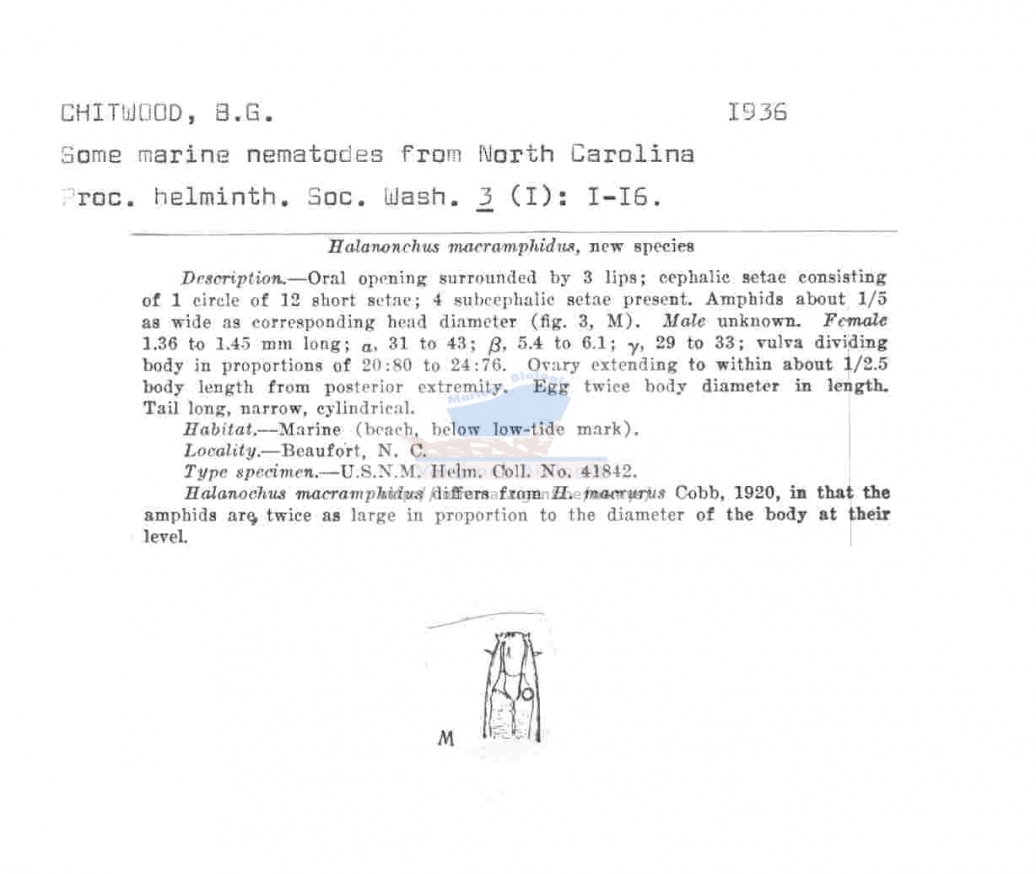 CHITWOOD, B.G. I936
Some marine nematodes from North Carolina
Proc. helminth. Soc. Wash. 3 (I): I-I6.
Halanonchus macramphidus, new species
Description.—Oral opening surrounded by 3 lips; cephalic setae consisting
of 1 circle of 12 short setae; 4 subcephalic setae present. Amphids about 1/5
as wide as corresponding head diameter (fig. 3, M). Male unknown. Female
1.36 to 1.45 mm long; α, 31 to 43; β, 5.4 to 6.1; γ, 29 to 33; vulva dividing
body in proportions of 20:80 to 24:76. Ovary extending to within about 1/2.5
body length from posterior extremity. Egg twice body diameter in length.
Tail long, narrow, cylindrical.
Habitat.—Marine (beach, below low-tide mark).
Locality.—Beaufort, N. C.
Type specimen.—U.S.N.M. Helm. Coll. No. 41842.
Halanochus macramphidus differs from H. macrurus Cobb, 1920, in that the
amphids are, twice as large in proportion to the diameter of the body at their
level.
M